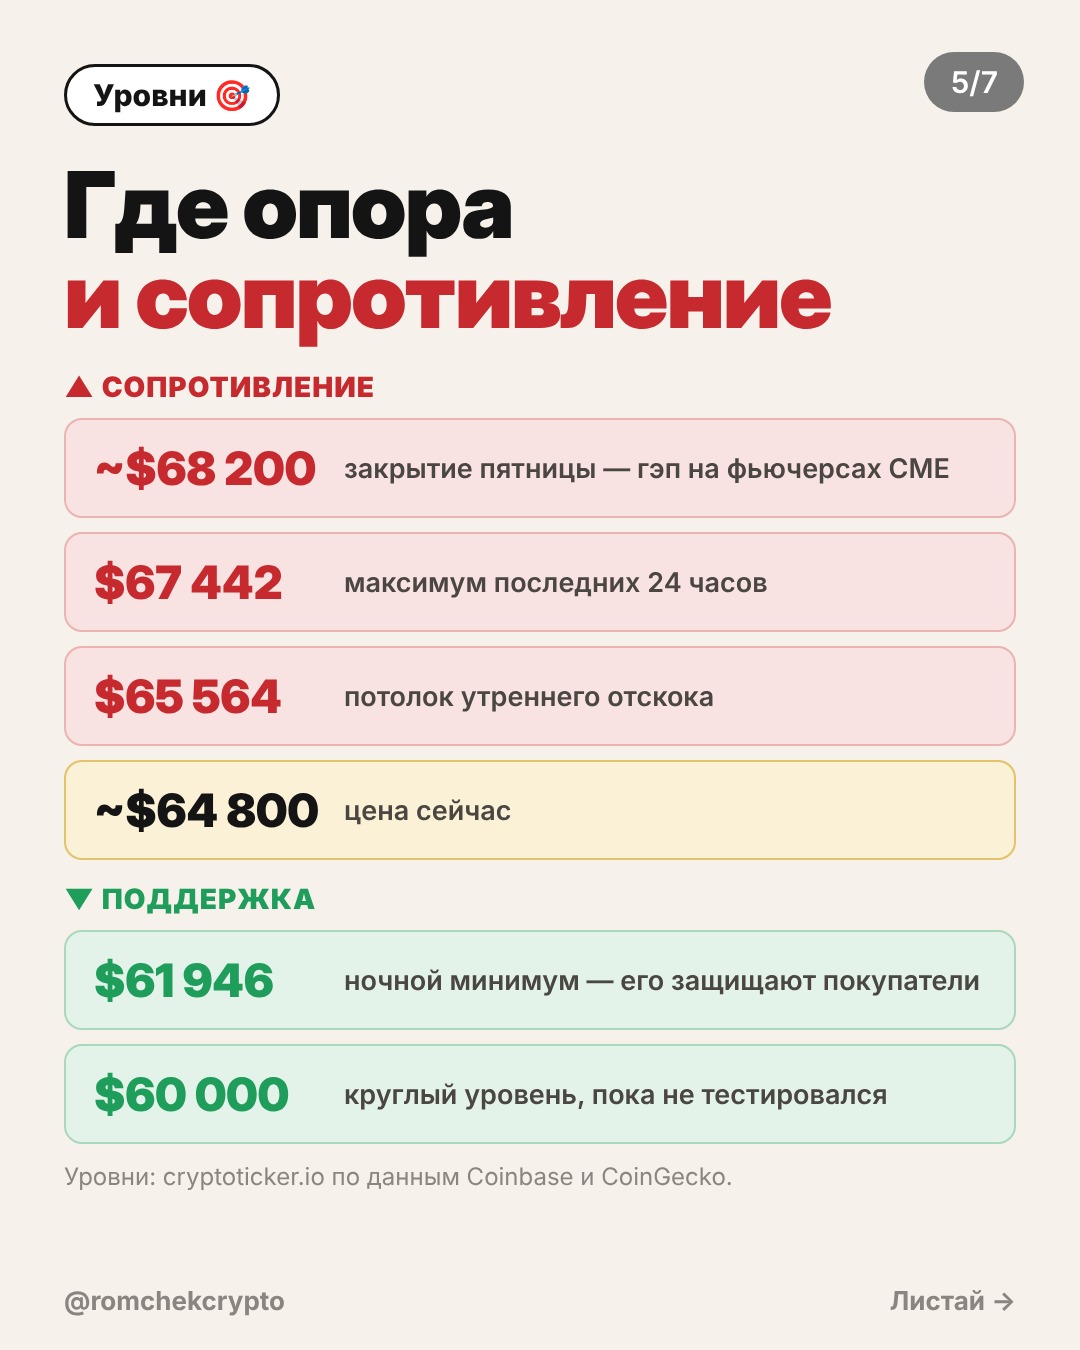 Уровни 🎯
5/7
Где опора
и сопротивление
▲ СОПРОТИВЛЕНИЕ
~$68 200 закрытие пятницы — гэп на фьючерсах CME
$67 442 максимум последних 24 часов
$65 564 потолок утреннего отскока
~$64 800 цена сейчас
▼ ПОДДЕРЖКА
$61 946 ночной минимум — его защищают покупатели
$60 000 круглый уровень, пока не тестировался
Уровни: cryptoticker.io по данным Coinbase и CoinGecko.
@romchekcrypto
Листай →